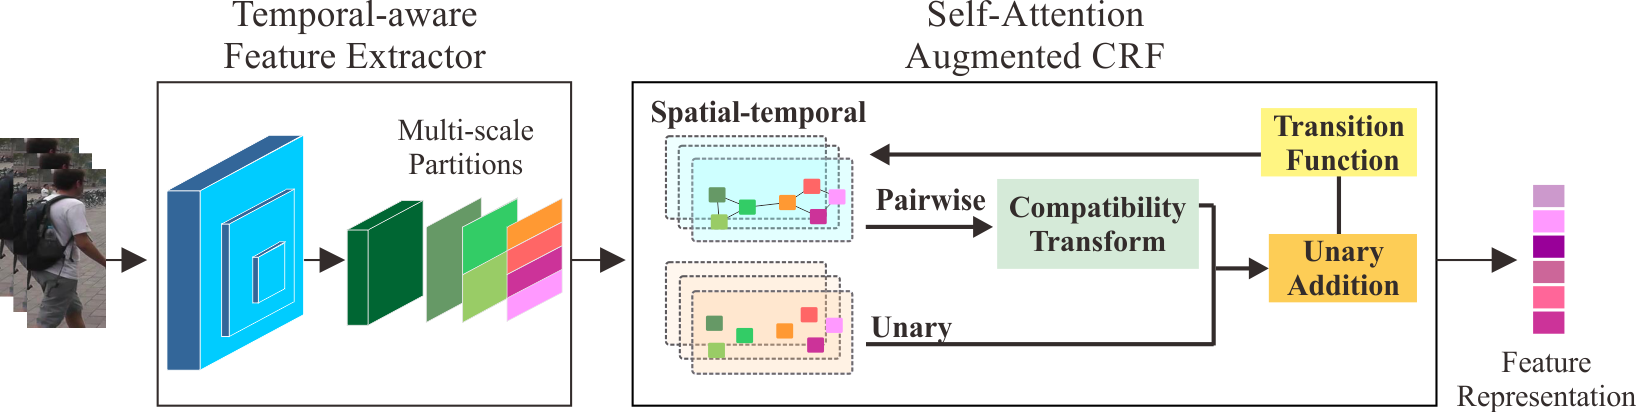 Temporal-aware
Feature Extractor
Multi-scale
Partitions
Self-Attention
Augmented CRF
Spatial-temporal
Pairwise
Unary
Compatibility
Transform
Transition
Function
Unary
Addition
Feature
Representation